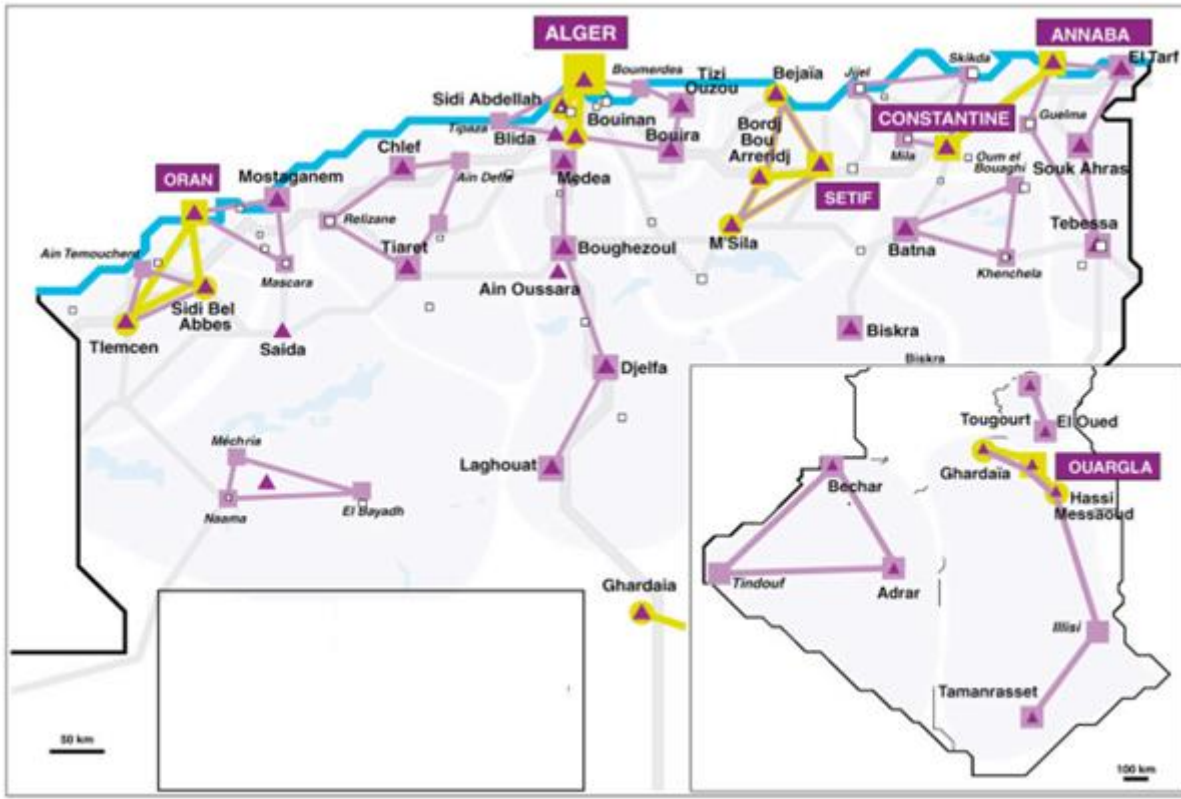 ALGER
ANNABA
Skikda
El Tarf
Boumerdes
Tizi
Ouzou
Bejaïa
Jijel
Sidi Abdellah
Tipaza
Blida
Bouinan
Bouira
Bordj
Bou
Arreridj
CONSTANTINE
Guelma
Mila
Oum el
Bouaghi
Souk Ahras
Chlef
Ain Defla
Medea
SETIF
ORAN
Mostaganem
Relizane
Tiaret
Boughezoul
M'Sila
Batna
Khenchela
Tebessa
Ain Temouchent
Mascara
Ain Oussara
Sidi Bel
Abbes
Tlemcen
Saida
Biskra
Biskra
Djelfa
Laghouat
Méchria
Naama
El Bayadh
Ghardaia
50 km
Tougourt
El Oued
Ghardaïa
OUARGLA
Hassi
Messaoud
Bechar
Tindouf
Adrar
Illisi
Tamanrasset
100 km